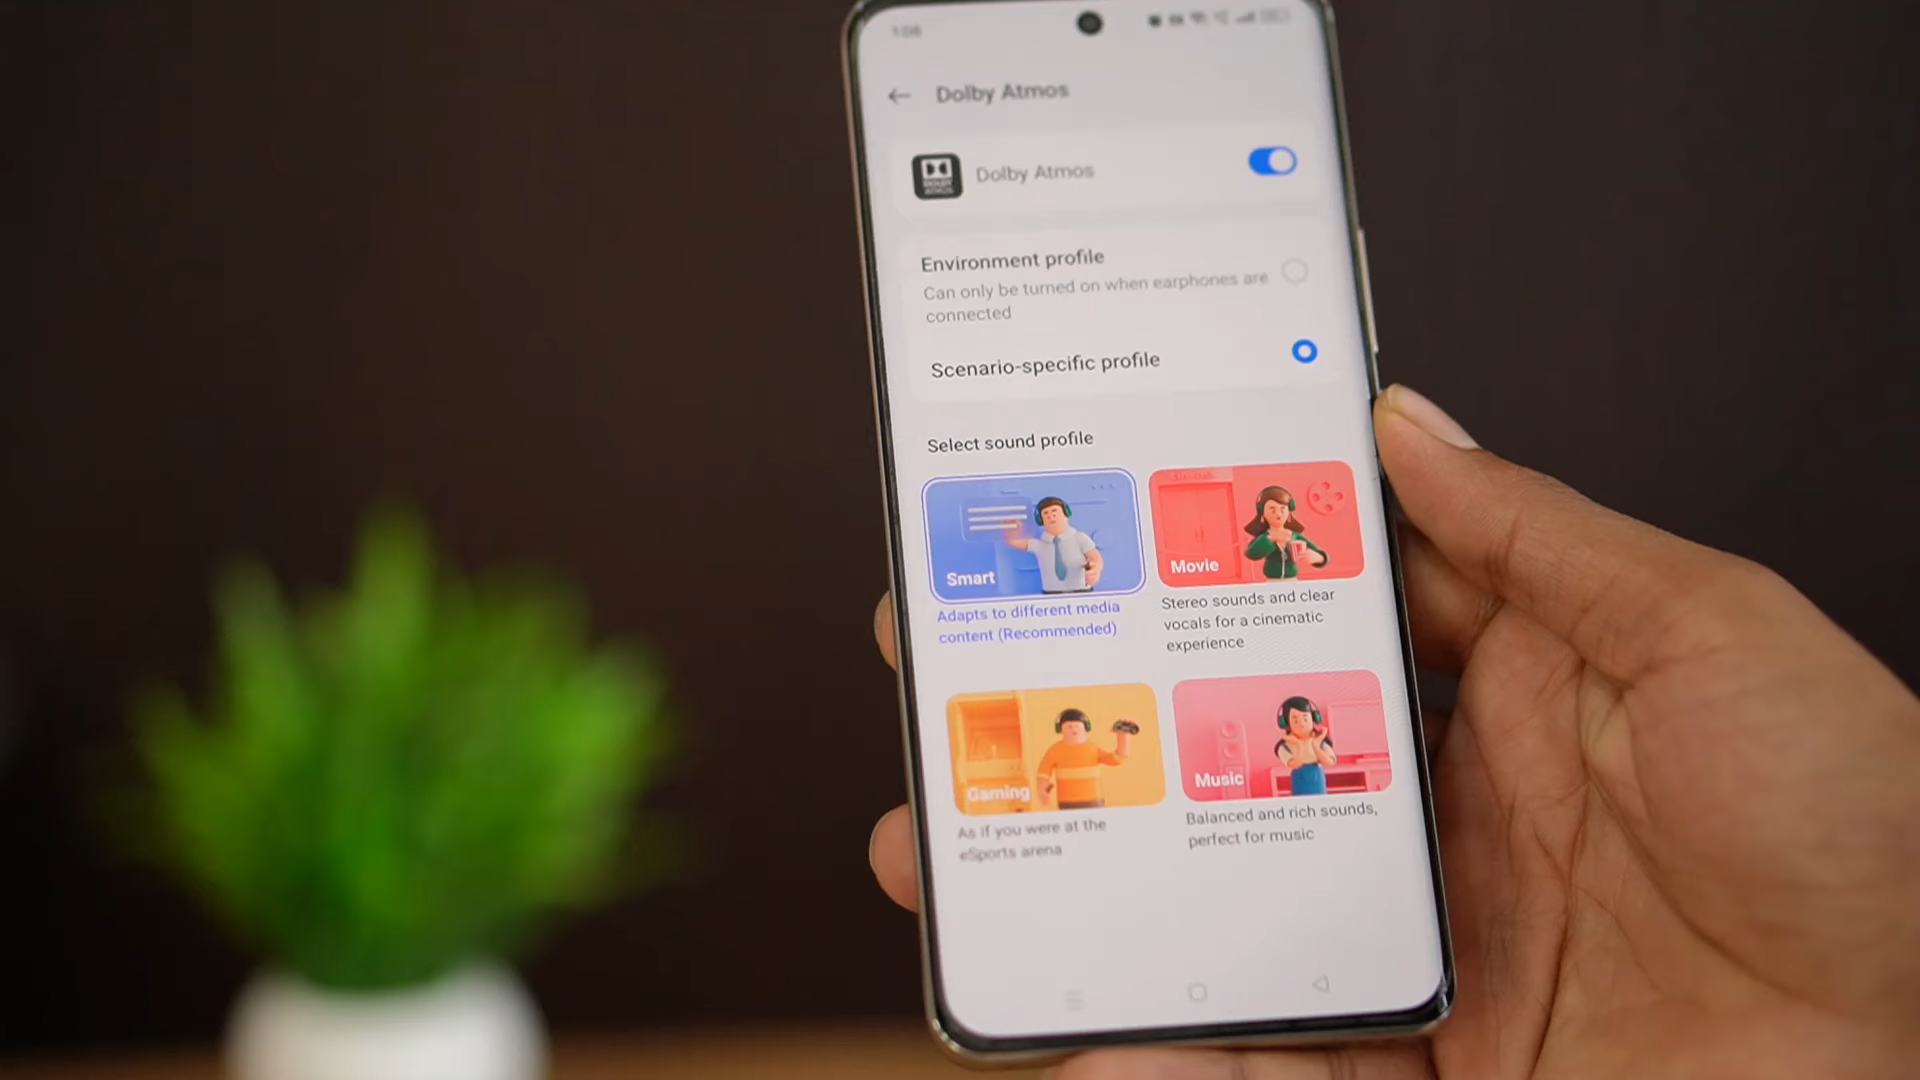 1:08
Dolby Atmos
Dolby Atmos
Environment profile
Can only be turned on when earphones are
connected
Scenario-specific profile
Select sound profile
Smart
Adapts to different media
content (Recommended)
Movie
Stereo sounds and clear
vocals for a cinematic
experience
Gaming
As if you were at the
eSports arena
Music
Balanced and rich sounds,
perfect for music